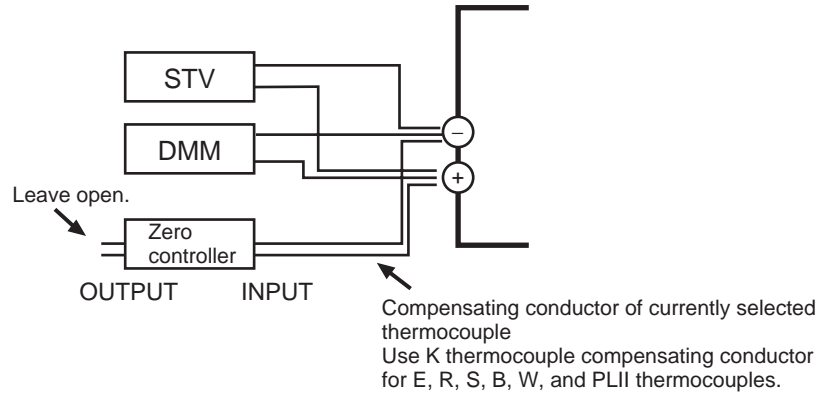 STV
DMM
–
+
Leave open.
Zero
controller
OUTPUT
INPUT
Compensating conductor of currently selected
thermocouple
Use K thermocouple compensating conductor
for E, R, S, B, W, and PLII thermocouples.